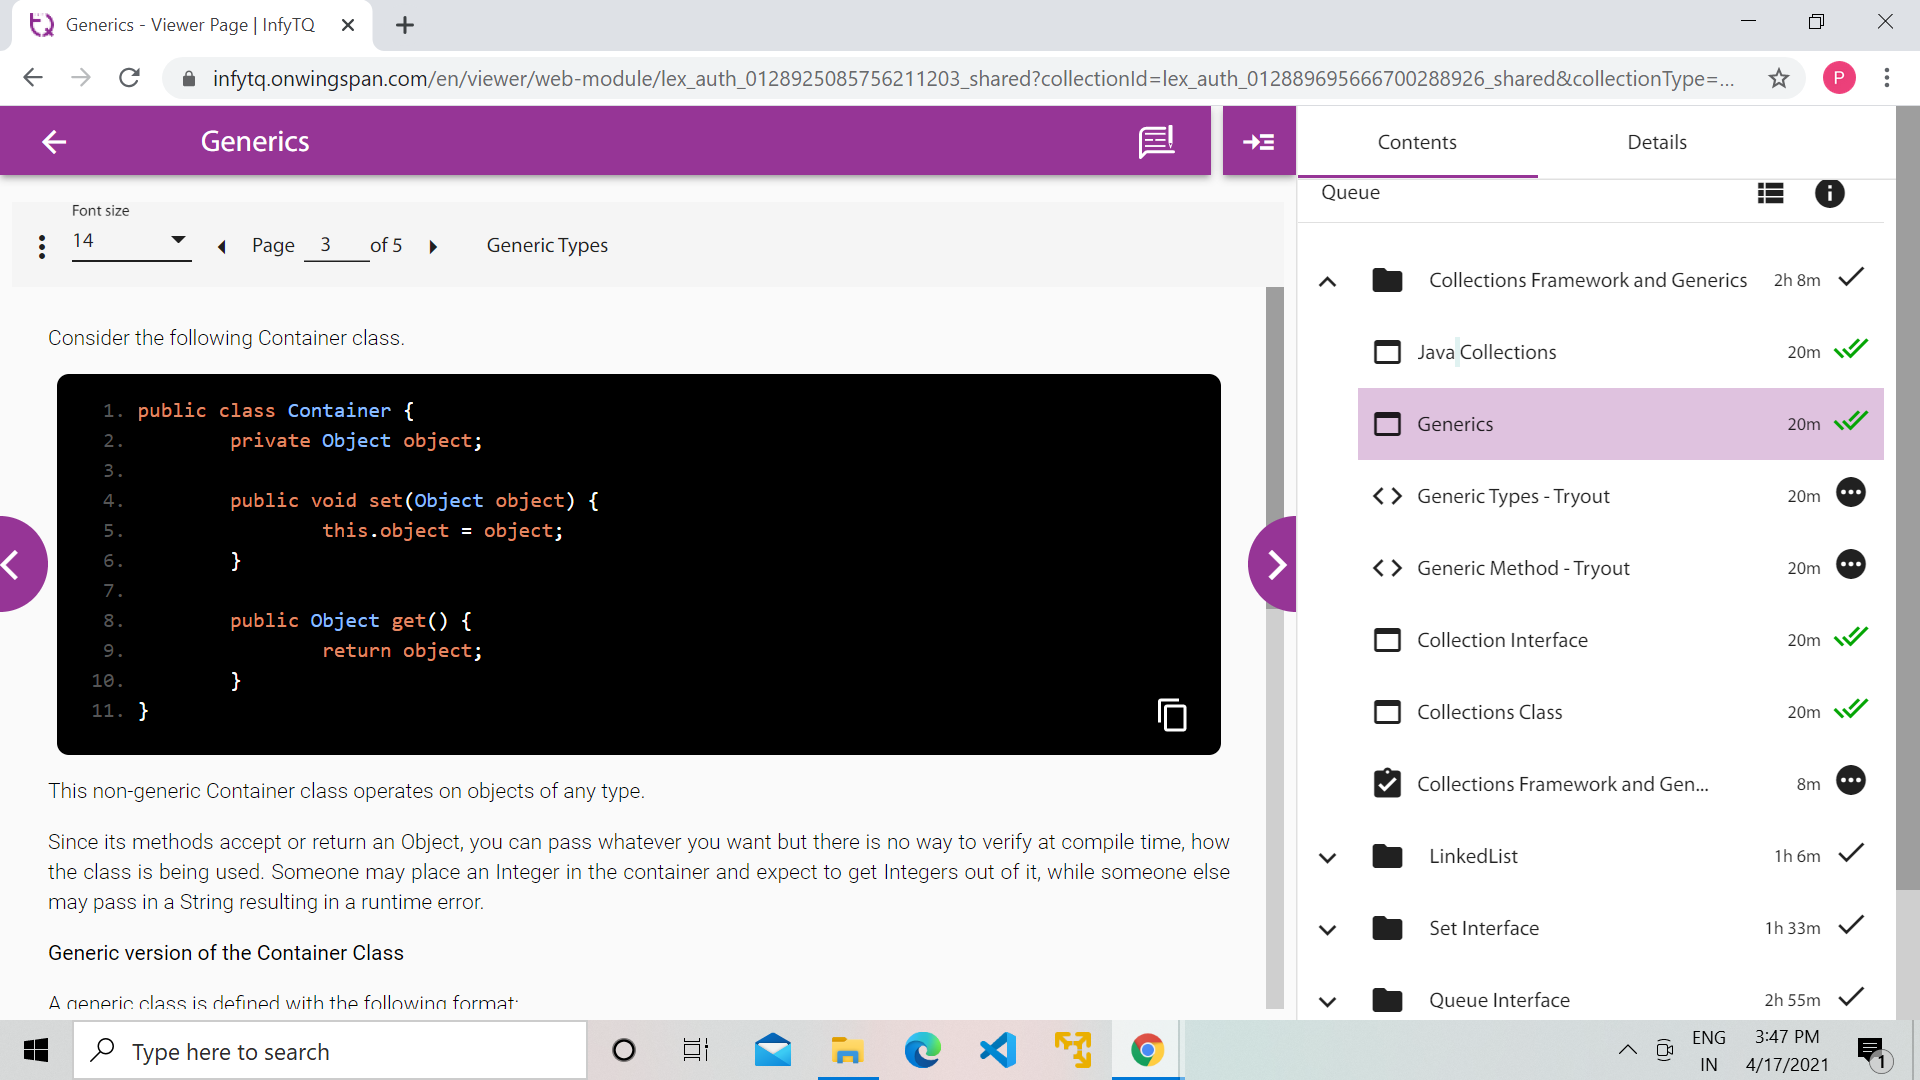 Generics - Viewer Page | InfyTQ
infytq.onwingspan.com/en/viewer/web-module/lex_auth_0128925085756211203_shared?collectionId=lex_auth_012889695666700288926_shared&collectionType=...
P
Generics
Contents
Details
Queue
Font size
14
Page 3 of 5
Generic Types
Consider the following Container class.
1. public class Container {
2. private Object object;
3.
4. public void set(Object object) {
5. this.object = object;
6. }
7.
8. public Object get() {
9. return object;
10. }
11. }
This non-generic Container class operates on objects of any type.
Since its methods accept or return an Object, you can pass whatever you want but there is no way to verify at compile time, how
the class is being used. Someone may place an Integer in the container and expect to get Integers out of it, while someone else
may pass in a String resulting in a runtime error.
Generic version of the Container Class
A generic class is defined with the following format:
Collections Framework and Generics 2h 8m
Java Collections 20m
Generics 20m
Generic Types - Tryout 20m
Generic Method - Tryout 20m
Collection Interface 20m
Collections Class 20m
Collections Framework and Gen... 8m
LinkedList 1h 6m
Set Interface 1h 33m
Queue Interface 2h 55m
Type here to search
ENG
IN
3:47 PM
4/17/2021
1